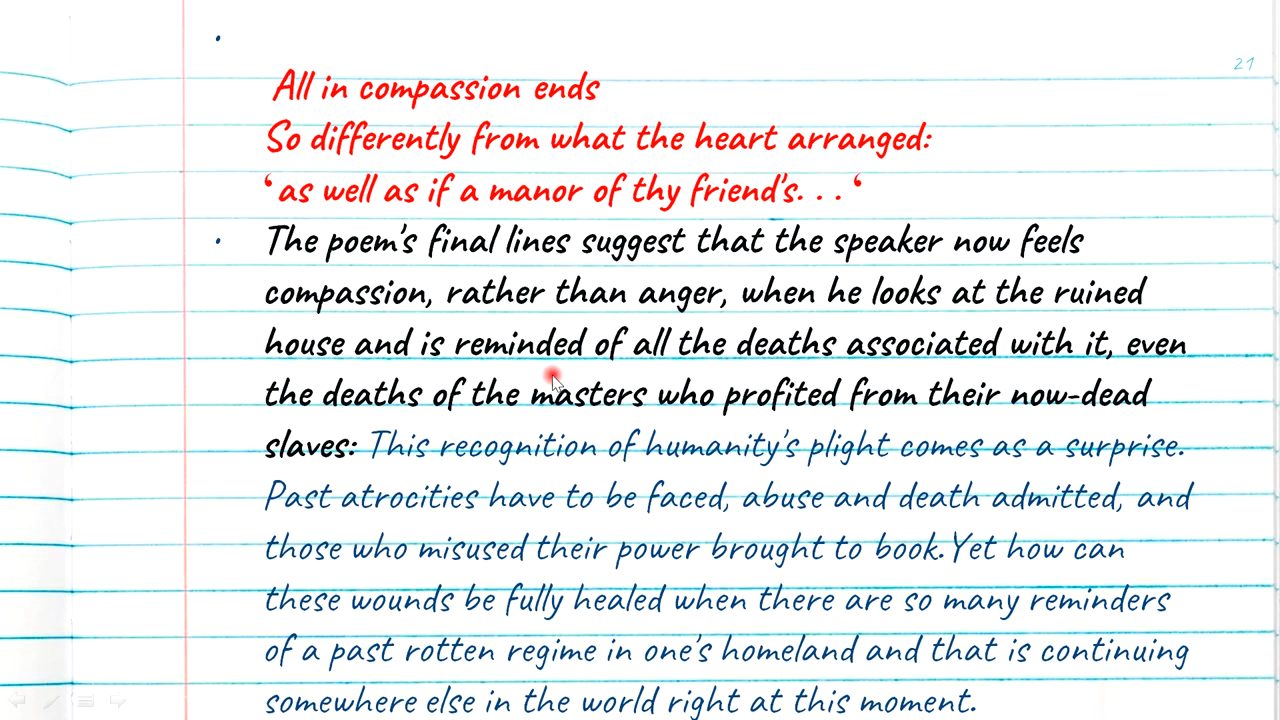 21
All in compassion ends
So differently from what the heart arranged:
‘as well as if a manor of thy friend's. . . ‘
The poem's final lines suggest that the speaker now feels
compassion, rather than anger, when he looks at the ruined
house and is reminded of all the deaths associated with it, even
the deaths of the masters who profited from their now-dead
slaves: This recognition of humanity's plight comes as a surprise.
Past atrocities have to be faced, abuse and death admitted, and
those who misused their power brought to book.Yet how can
these wounds be fully healed when there are so many reminders
of a past rotten regime in one's homeland and that is continuing
somewhere else in the world right at this moment.